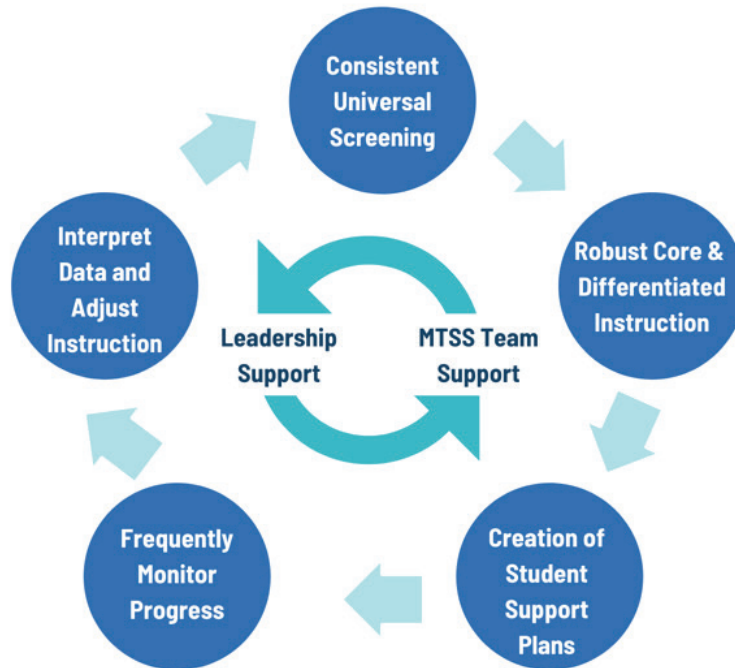 Consistent
Universal
Screening
Robust Core &
Differentiated
Instruction
Creation of
Student
Support
Plans
Frequently
Monitor
Progress
Interpret
Data and
Adjust
Instruction
Leadership
Support
MTSS Team
Support